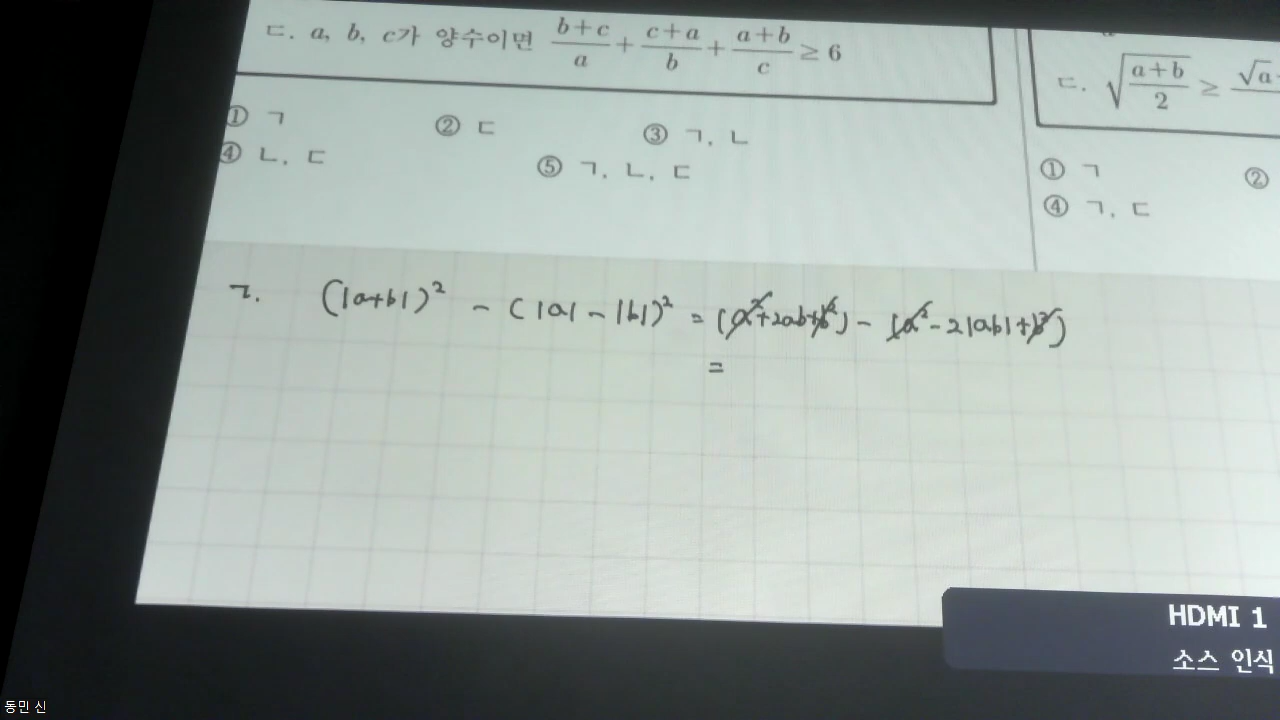 ㄷ. a, b, c가 양수이면 (b+c)/a + (c+a)/b + (a+b)/c ≥ 6
① ㄱ ② ㄷ ③ ㄱ, ㄴ
④ ㄴ, ㄷ ⑤ ㄱ, ㄴ, ㄷ
ㄷ. √((a+b)/2) ≥ √a
① ㄱ ②
④ ㄱ, ㄷ
ㄱ. (|a+b|)² - (|a|-|b|)² = (a²+2ab+b²) - (a²-2|ab|+b²)
=
HDMI 1
소스 인식
동민 신